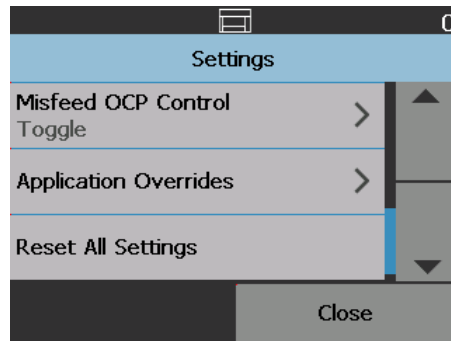 Settings
Misfeed OCP Control
Toggle
Application Overrides
Reset All Settings
Close